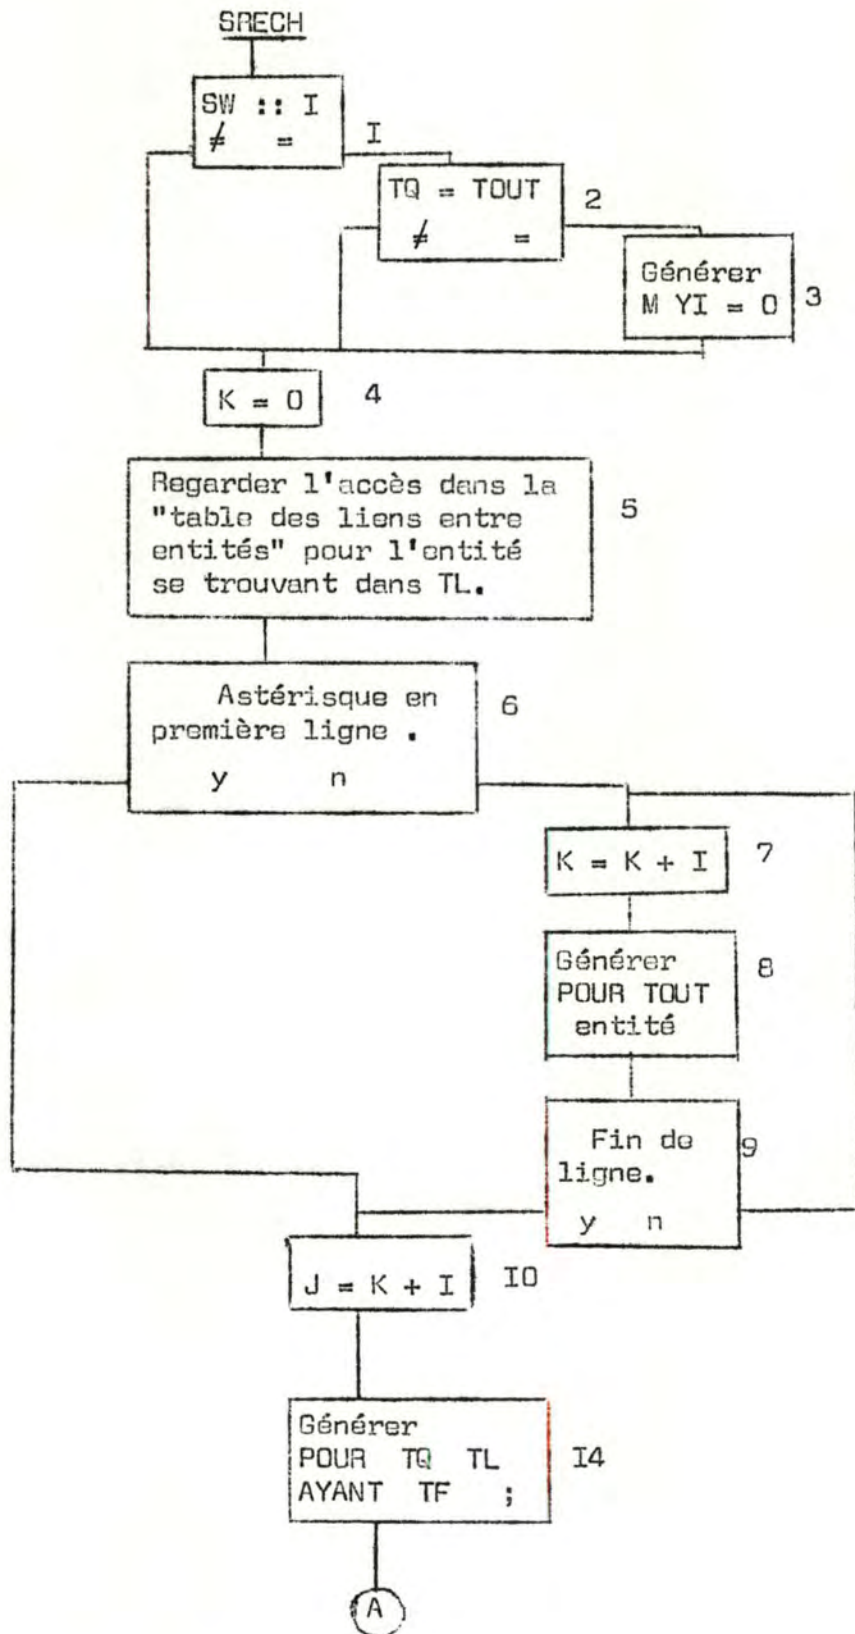 SRECH
SW :: I
≠ =
I
TQ = TOUT
≠ =
2
Générer
M YI = 0
3
K = 0
4
Regarder l'accès dans la
"table des liens entre
entités" pour l'entité
se trouvant dans TL.
5
Astérisque en
première ligne .
y n
6
K = K + I
7
Générer
POUR TOUT
entité
8
Fin de
ligne.
y n
9
J = K + I
I0
Générer
POUR TQ TL
AYANT TF ;
I4
A